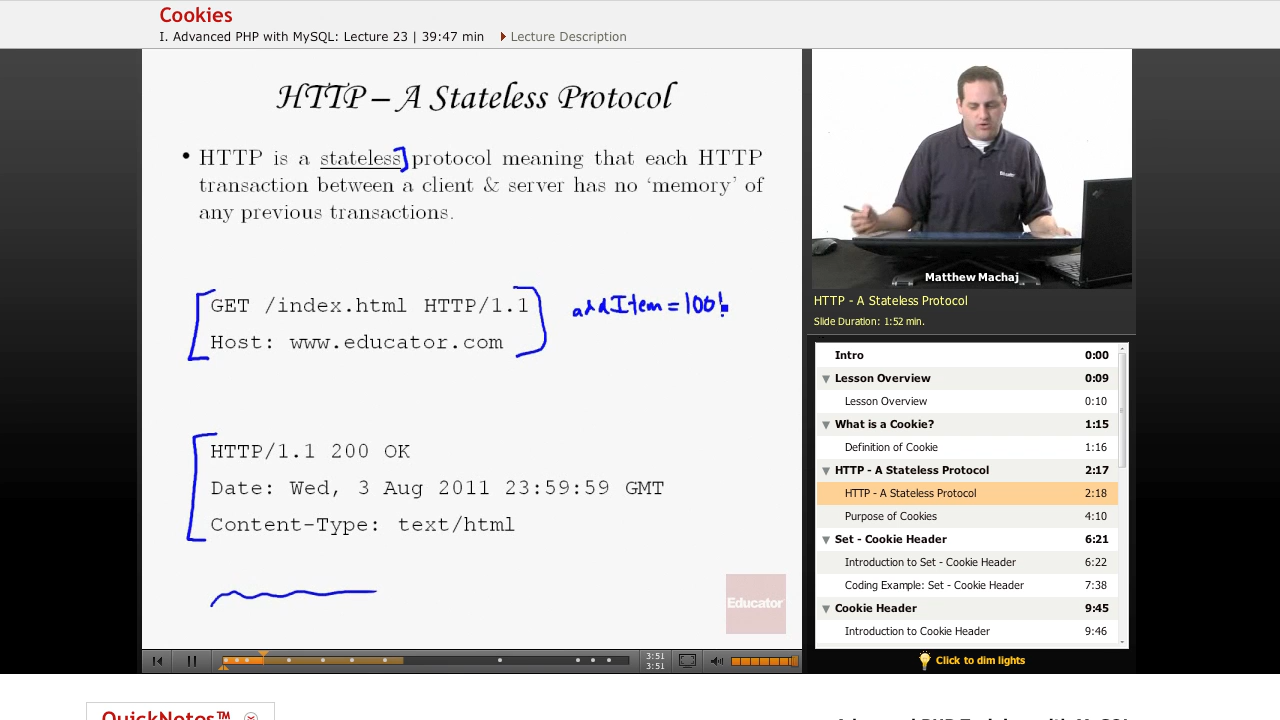 Cookies
I. Advanced PHP with MySQL: Lecture 23 | 39:47 min
Lecture Description
HTTP – A Stateless Protocol
• HTTP is a stateless protocol meaning that each HTTP
transaction between a client & server has no ‘memory’ of
any previous transactions.
GET /index.html HTTP/1.1
addItem=100!
Host: www.educator.com
HTTP/1.1 200 OK
Date: Wed, 3 Aug 2011 23:59:59 GMT
Content-Type: text/html
Educator
3:51
3:51
Matthew Machaj
HTTP - A Stateless Protocol
Slide Duration: 1:52 min.
Intro 0:00
Lesson Overview 0:09
Lesson Overview 0:10
What is a Cookie? 1:15
Definition of Cookie 1:16
HTTP - A Stateless Protocol 2:17
HTTP - A Stateless Protocol 2:18
Purpose of Cookies 4:10
Set - Cookie Header 6:21
Introduction to Set - Cookie Header 6:22
Coding Example: Set - Cookie Header 7:38
Cookie Header 9:45
Introduction to Cookie Header 9:46
Click to dim lights
QuickNotes™